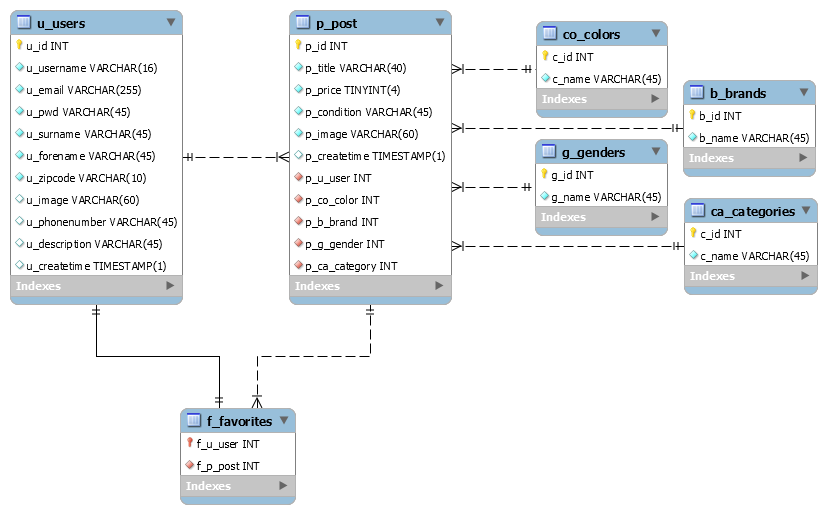 u_users
u_id INT
u_username VARCHAR(16)
u_email VARCHAR(255)
u_pwd VARCHAR(45)
u_surname VARCHAR(45)
u_forename VARCHAR(45)
u_zipcode VARCHAR(10)
u_image VARCHAR(60)
u_phonenumber VARCHAR(45)
u_description VARCHAR(45)
u_createtime TIMESTAMP(1)
Indexes
p_post
p_id INT
p_title VARCHAR(40)
p_price TINYINT(4)
p_condition VARCHAR(45)
p_image VARCHAR(60)
p_createtime TIMESTAMP(1)
p_u_user INT
p_co_color INT
p_b_brand INT
p_g_gender INT
p_ca_category INT
Indexes
co_colors
c_id INT
c_name VARCHAR(45)
Indexes
b_brands
b_id INT
b_name VARCHAR(45)
Indexes
g_genders
g_id INT
g_name VARCHAR(45)
Indexes
ca_categories
c_id INT
c_name VARCHAR(45)
Indexes
f_favorites
f_u_user INT
f_p_post INT
Indexes